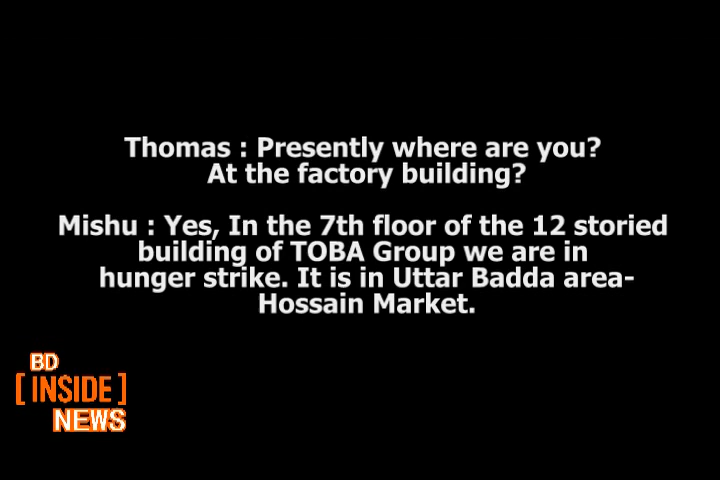 Thomas : Presently where are you?
At the factory building?
Mishu : Yes, In the 7th floor of the 12 storied
building of TOBA Group we are in
hunger strike. It is in Uttar Badda area-
Hossain Market.
BD
[ INSIDE ]
NEWS